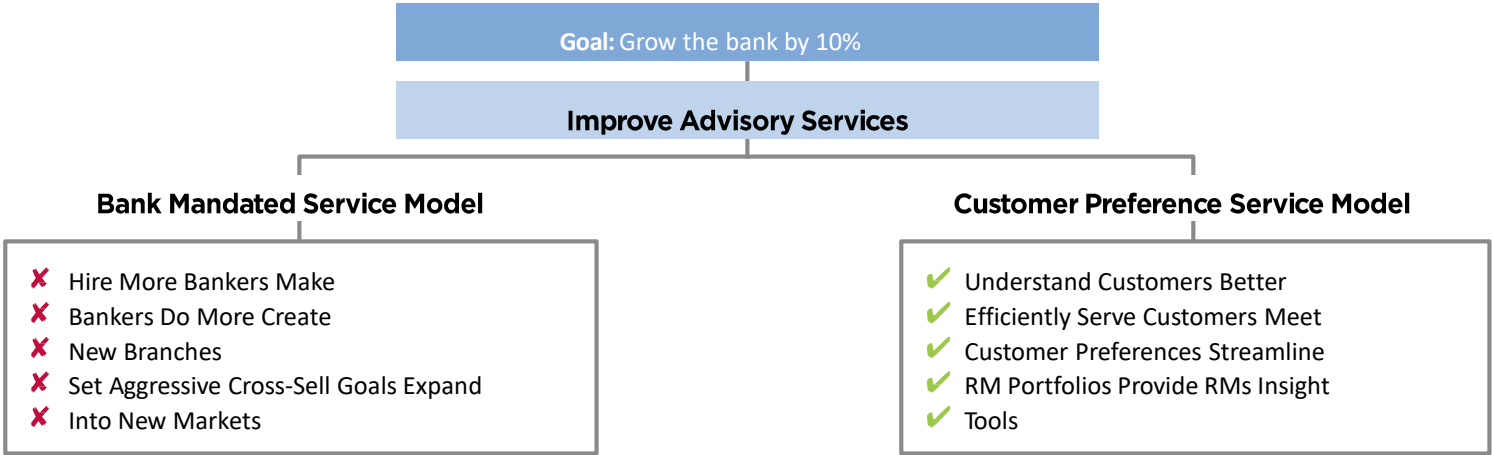 Goal: Grow the bank by 10%
Improve Advisory Services
Bank Mandated Service Model
✘ Hire More Bankers Make
✘ Bankers Do More Create
✘ New Branches
✘ Set Aggressive Cross-Sell Goals Expand
✘ Into New Markets
Customer Preference Service Model
✔ Understand Customers Better
✔ Efficiently Serve Customers Meet
✔ Customer Preferences Streamline
✔ RM Portfolios Provide RMs Insight
✔ Tools